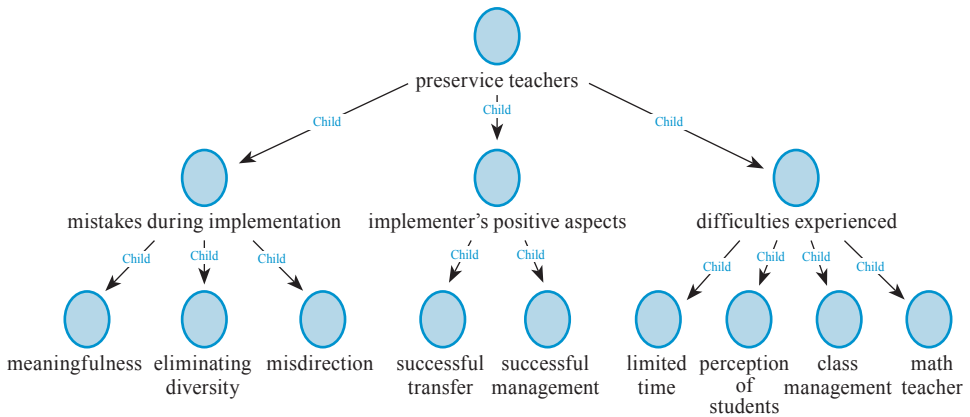 preservice teachers
Child
Child
Child
mistakes during implementation
implementer's positive aspects
difficulties experienced
Child
Child
Child
Child
Child
Child
Child
Child
Child
meaningfulness
eliminating
diversity
misdirection
successful
transfer
successful
management
limited
time
perception
of
students
class
management
math
teacher